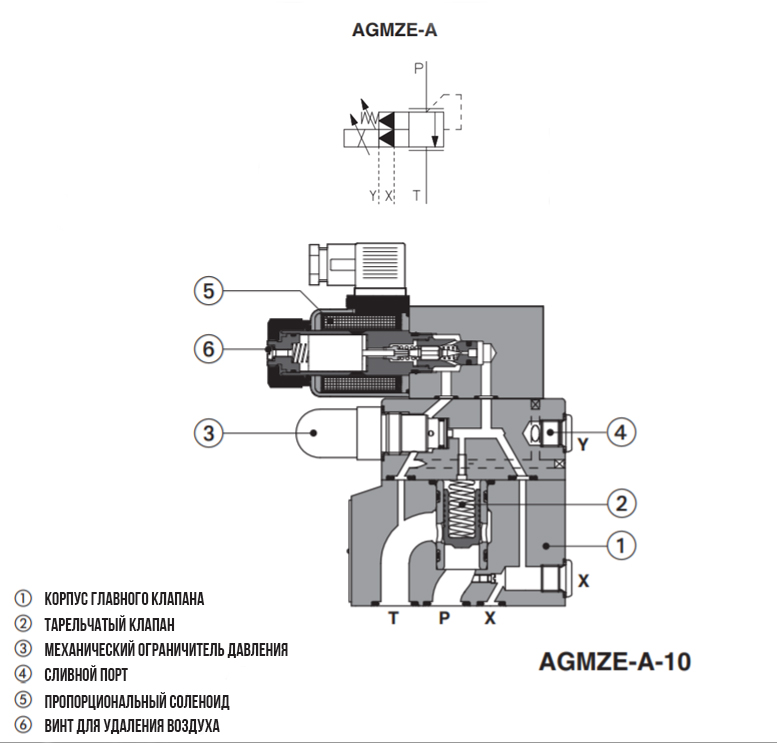 AGMZE-A
P
Y X T
5
6
3
4
Y
2
1
X
T P X
1 КОРПУС ГЛАВНОГО КЛАПАНА
2 ТАРЕЛЬЧАТЫЙ КЛАПАН
3 МЕХАНИЧЕСКИЙ ОГРАНИЧИТЕЛЬ ДАВЛЕНИЯ
4 СЛИВНОЙ ПОРТ
5 ПРОПОРЦИОНАЛЬНЫЙ СОЛЕНОИД
6 ВИНТ ДЛЯ УДАЛЕНИЯ ВОЗДУХА
AGMZE-A-10